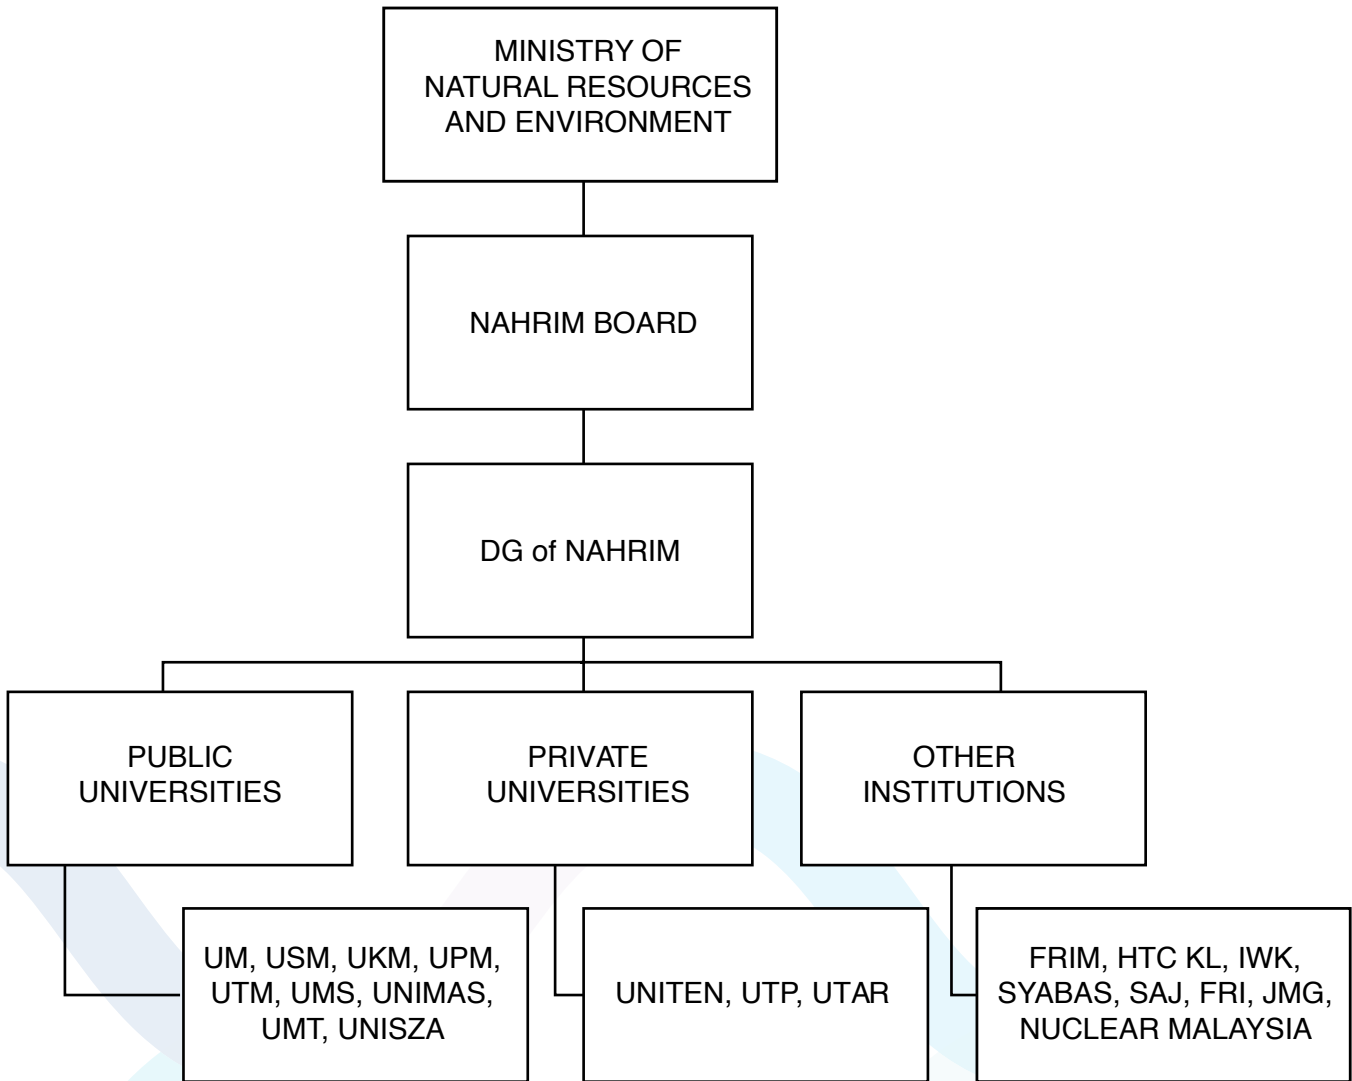 MINISTRY OF
NATURAL RESOURCES
AND ENVIRONMENT
NAHRIM BOARD
DG of NAHRIM
PUBLIC
UNIVERSITIES
PRIVATE
UNIVERSITIES
OTHER
INSTITUTIONS
UM, USM, UKM, UPM,
UTM, UMS, UNIMAS,
UMT, UNISZA
UNITEN, UTP, UTAR
FRIM, HTC KL, IWK,
SYABAS, SAJ, FRI, JMG,
NUCLEAR MALAYSIA